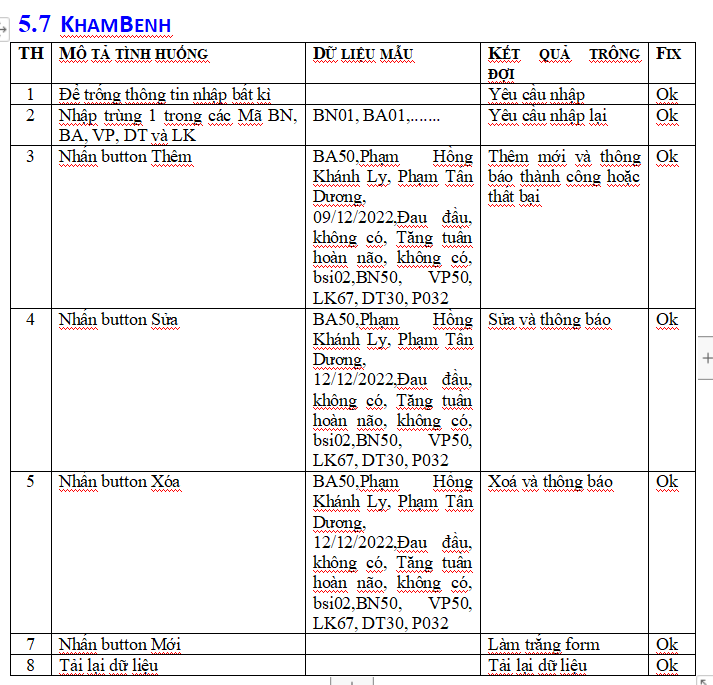 5.7 KHAMBENH
TH MÔ TẢ TÌNH HUỐNG DỮ LIỆU MẪU KẾT QUẢ TRÔNG
ĐỢI FIX
1 Để trống thông tin nhập bất kì Yêu cầu nhập Ok
2 Nhập trùng 1 trong các Mã BN,
BA, VP, DT và LK BN01, BA01,....... Yêu cầu nhập lại Ok
3 Nhấn button Thêm BA50,Phạm Hồng
Khánh Ly, Phạm Tấn
Dương,
09/12/2022,Đau đầu,
không có, Tăng tuần
hoàn não, không có,
bsi02,BN50, VP50,
LK67, DT30, P032 Thêm mới và thông
báo thành công hoặc
thất bại Ok
4 Nhấn button Sửa BA50,Phạm Hồng
Khánh Ly, Phạm Tấn
Dương,
12/12/2022,Đau đầu,
không có, Tăng tuần
hoàn não, không có,
bsi02,BN50, VP50,
LK67, DT30, P032 Sửa và thông báo Ok
5 Nhấn button Xóa BA50,Phạm Hồng
Khánh Ly, Phạm Tấn
Dương,
12/12/2022,Đau đầu,
không có, Tăng tuần
hoàn não, không có,
bsi02,BN50, VP50,
LK67, DT30, P032 Xoá và thông báo Ok
7 Nhấn button Mới Làm trắng form Ok
8 Tải lại dữ liệu Tải lại dữ liệu Ok